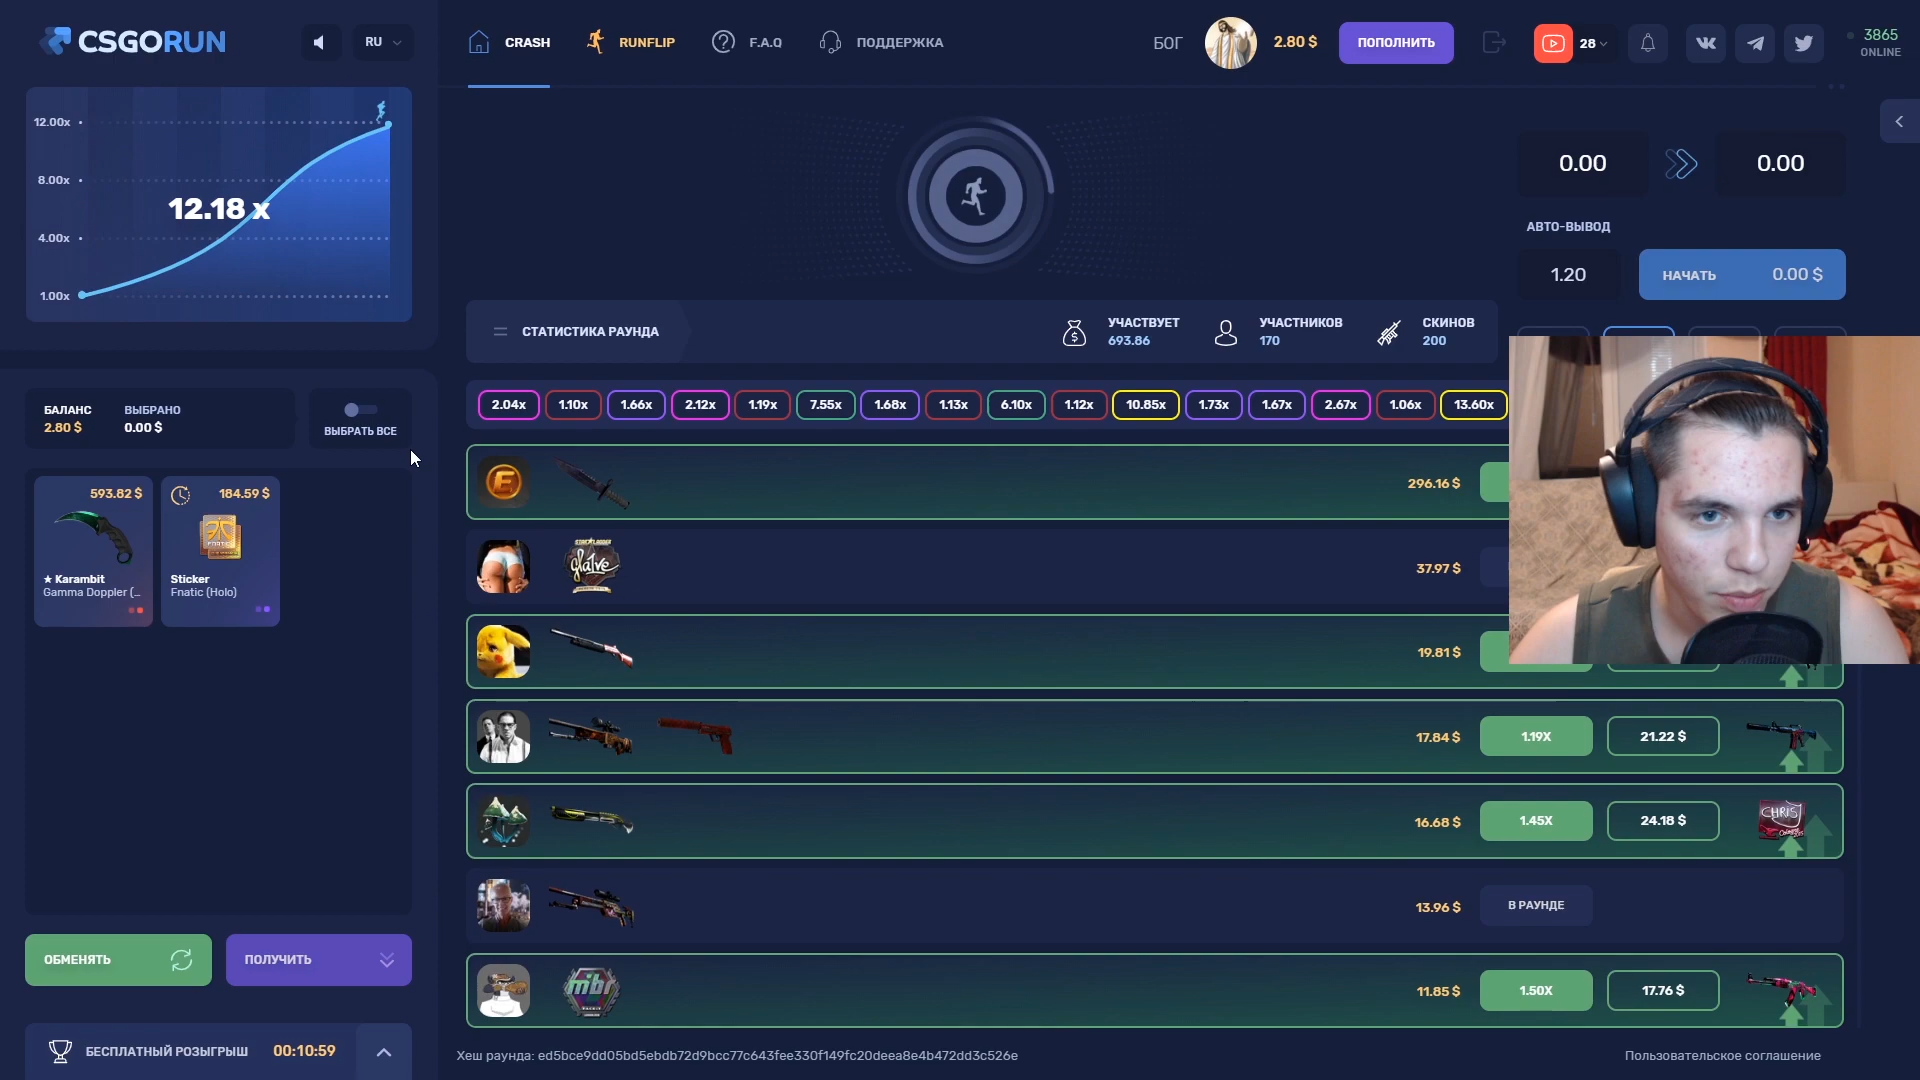 CSGORUN
RU
CRASH
RUNFLIP
F.A.Q
ПОДДЕРЖКА
БОГ
2.80 $
ПОПОЛНИТЬ
28
3865
ONLINE
12.00x
8.00x
4.00x
1.00x
12.18 x
0.00
0.00
АВТО-ВЫВОД
1.20
НАЧАТЬ 0.00 $
СТАТИСТИКА РАУНДА
УЧАСТВУЕТ
693.86
УЧАСТНИКОВ
170
СКИНОВ
200
2.04x 1.10x 1.66x 2.12x 1.19x 7.55x 1.68x 1.13x 6.10x 1.12x 10.85x 1.73x 1.67x 2.67x 1.06x 13.60x
БАЛАНС
2.80 $
ВЫБРАНО
0.00 $
ВЫБРАТЬ ВСЕ
593.82 $
★ Karambit
Gamma Doppler (...
184.59 $
FNATIC
Sticker
Fnatic (Holo)
296.16 $
gla1ve
37.97 $
19.81 $
17.84 $
1.19X
21.22 $
16.68 $
1.45X
24.18 $
CHRISJ
13.96 $
В РАУНДЕ
mibr
11.85 $
1.50X
17.76 $
ОБМЕНЯТЬ
ПОЛУЧИТЬ
БЕСПЛАТНЫЙ РОЗЫГРЫШ 00:10:59
Хеш раунда: ed5bce9dd05bd5ebdb72d9bcc77c643fee330f149fc20deea8e4b472dd3c526e
Пользовательское соглашение